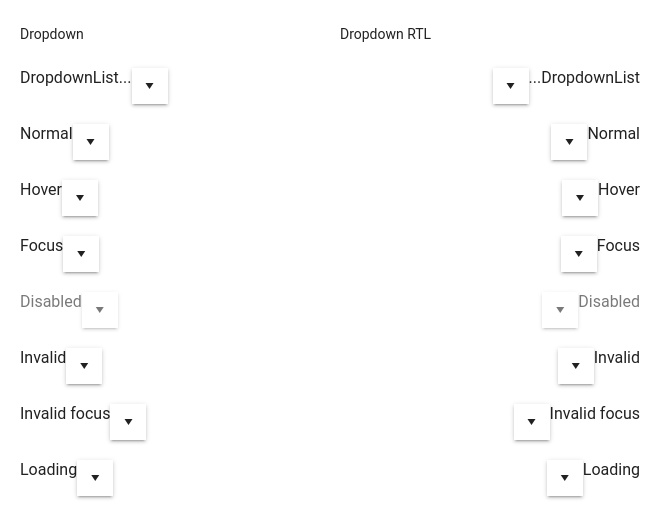 Dropdown
DropdownList...
Normal
Hover
Focus
Disabled
Invalid
Invalid focus
Loading
Dropdown RTL
...DropdownList
Normal
Hover
Focus
Disabled
Invalid
Invalid focus
Loading